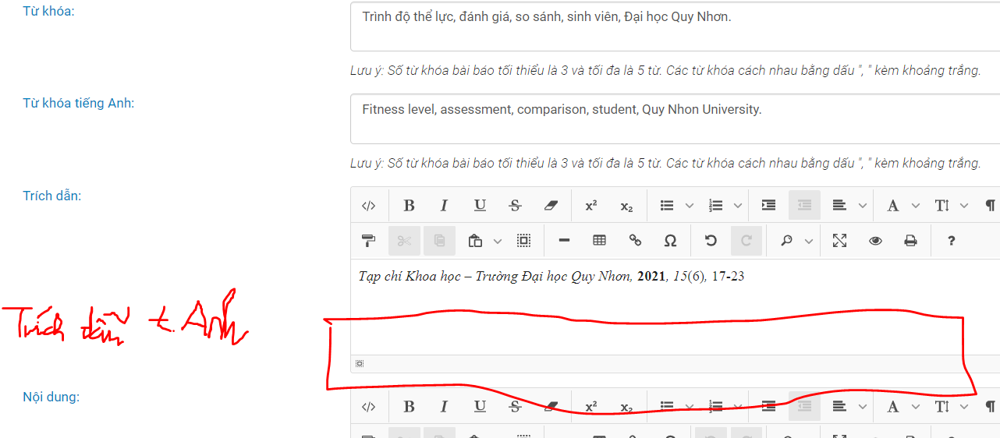 Từ khóa:
Trình độ thể lực, đánh giá, so sánh, sinh viên, Đại học Quy Nhơn.
Lưu ý: Số từ khóa bài báo tối thiểu là 3 và tối đa là 5 từ. Các từ khóa cách nhau bằng dấu ", " kèm khoảng trắng.
Từ khóa tiếng Anh:
Fitness level, assessment, comparison, student, Quy Nhon University.
Lưu ý: Số từ khóa bài báo tối thiểu là 3 và tối đa là 5 từ. Các từ khóa cách nhau bằng dấu ", " kèm khoảng trắng.
Trích dẫn:
Tạp chí Khoa học – Trường Đại học Quy Nhơn, 2021, 15(6), 17-23
Trích dẫn t. Anh
Nội dung: